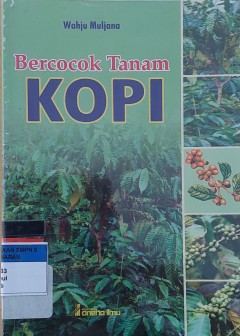 Wahju Muljana
Bercocok Tanam
KOPI
aneka ilmu